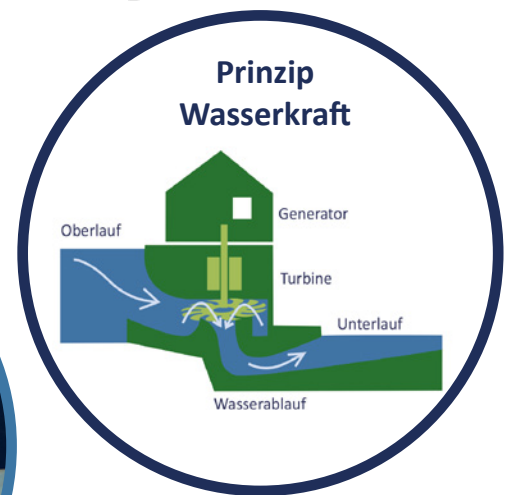 Prinzip
Wasserkraft
Oberlauf
Generator
Turbine
Unterlauf
Wasserablauf